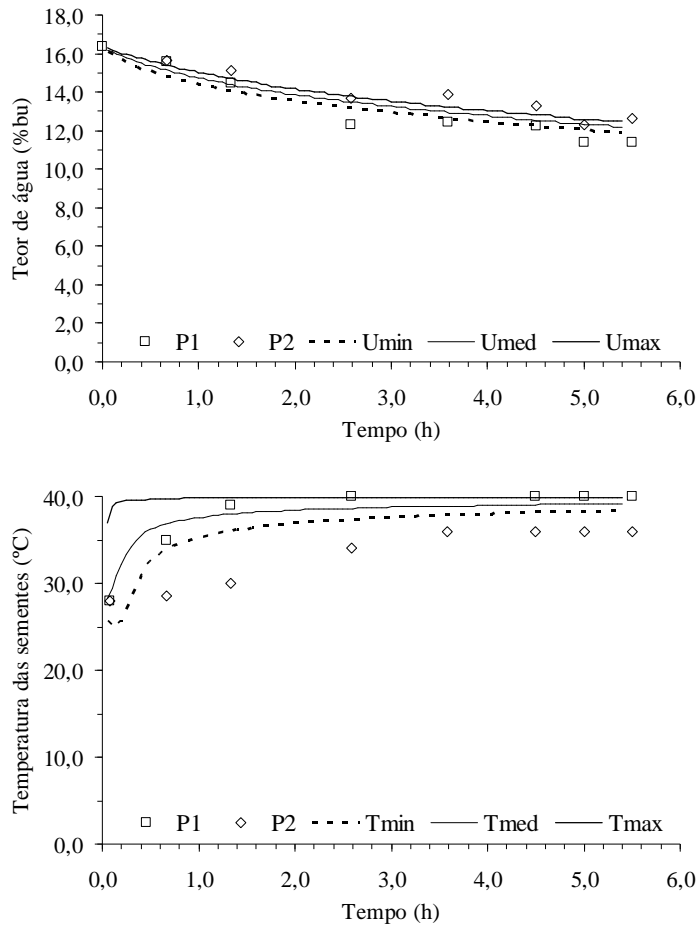 18,0
16,0
14,0
12,0
10,0
8,0
6,0
4,0
2,0
0,0
Teor de água (%bu)
P1 P2 Umin Umed Umax
0,0 1,0 2,0 3,0 4,0 5,0 6,0
Tempo (h)
40,0
30,0
20,0
10,0
0,0
Temperatura das sementes (ºC)
P1 P2 Tmin Tmed Tmax
0,0 1,0 2,0 3,0 4,0 5,0 6,0
Tempo (h)